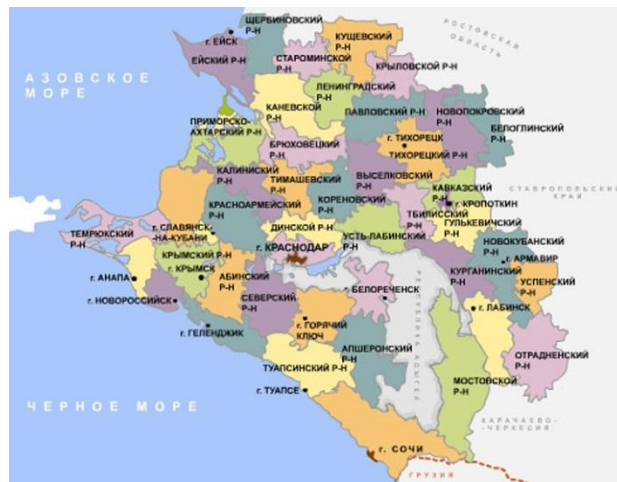 ЩЕРБИНОВСКИЙ
Р-Н
г. ЕЙСК
ЕЙСКИЙ Р-Н
КУЩЕВСКИЙ
Р-Н
РОСТОВСКАЯ
ОБЛАСТЬ
СТАРОМИНСКОЙ
Р-Н
КРЫЛОВСКОЙ Р-Н
АЗОВСКОЕ
МОРЕ
ЛЕНИНГРАДСКИЙ
Р-Н
КАНЕВСКОЙ
Р-Н
ПАВЛОВСКИЙ
Р-Н
НОВОПОКРОВСКИЙ
Р-Н
ПРИМОРСКО-
АХТАРСКИЙ Р-Н
БЕЛОГЛИНСКИЙ
Р-Н
г. ТИХОРЕЦК
ТИХОРЕЦКИЙ Р-Н
БРЮХОВЕЦКИЙ
Р-Н
КАЛИНИСКИЙ
Р-Н
ТИМАШЕВСКИЙ
Р-Н
ВЫСЕЛКОВСКИЙ
Р-Н
КАВКАЗСКИЙ
Р-Н
г. КРОПОТКИН
СТАВРОПОЛЬСКИЙ
КРАЙ
КРАСНОАРМЕЙСКИЙ
Р-Н
КОРЕНОВСКИЙ
Р-Н
ТБИЛИССКИЙ
Р-Н
ГУЛЬКЕВИЧСКИЙ
Р-Н
ТЕМРЮКСКИЙ
Р-Н
г. СЛАВЯНСК-
НА-КУБАНИ
ДИНСКОЙ Р-Н
УСТЬ-ЛАБИНСКИЙ
Р-Н
г. КРАСНОДАР
НОВОКУБАНСКИЙ
Р-Н
г. АРМАВИР
КРЫМСКИЙ Р-Н
г. КРЫМСК
г. АНАПА
АБИНСКИЙ
Р-Н
КУРГАНИНСКИЙ
Р-Н
УСПЕНСКИЙ
Р-Н
г. НОВОРОССИЙСК
СЕВЕРСКИЙ
Р-Н
г. БЕЛОРЕЧЕНСК
РЕСПУБЛИКА АДЫГЕЯ
г. ЛАБИНСК
г. ГЕЛЕНДЖИК
г. ГОРЯЧИЙ
КЛЮЧ
АПШЕРОНСКИЙ
Р-Н
ОТРАДНЕНСКИЙ
Р-Н
ТУАПСИНСКИЙ Р-Н
МОСТОВСКОЙ
Р-Н
г. ТУАПСЕ
ЧЕРНОЕ МОРЕ
КАРАЧАЕВО-
ЧЕРКЕСИЯ
г. СОЧИ
ГРУЗИЯ